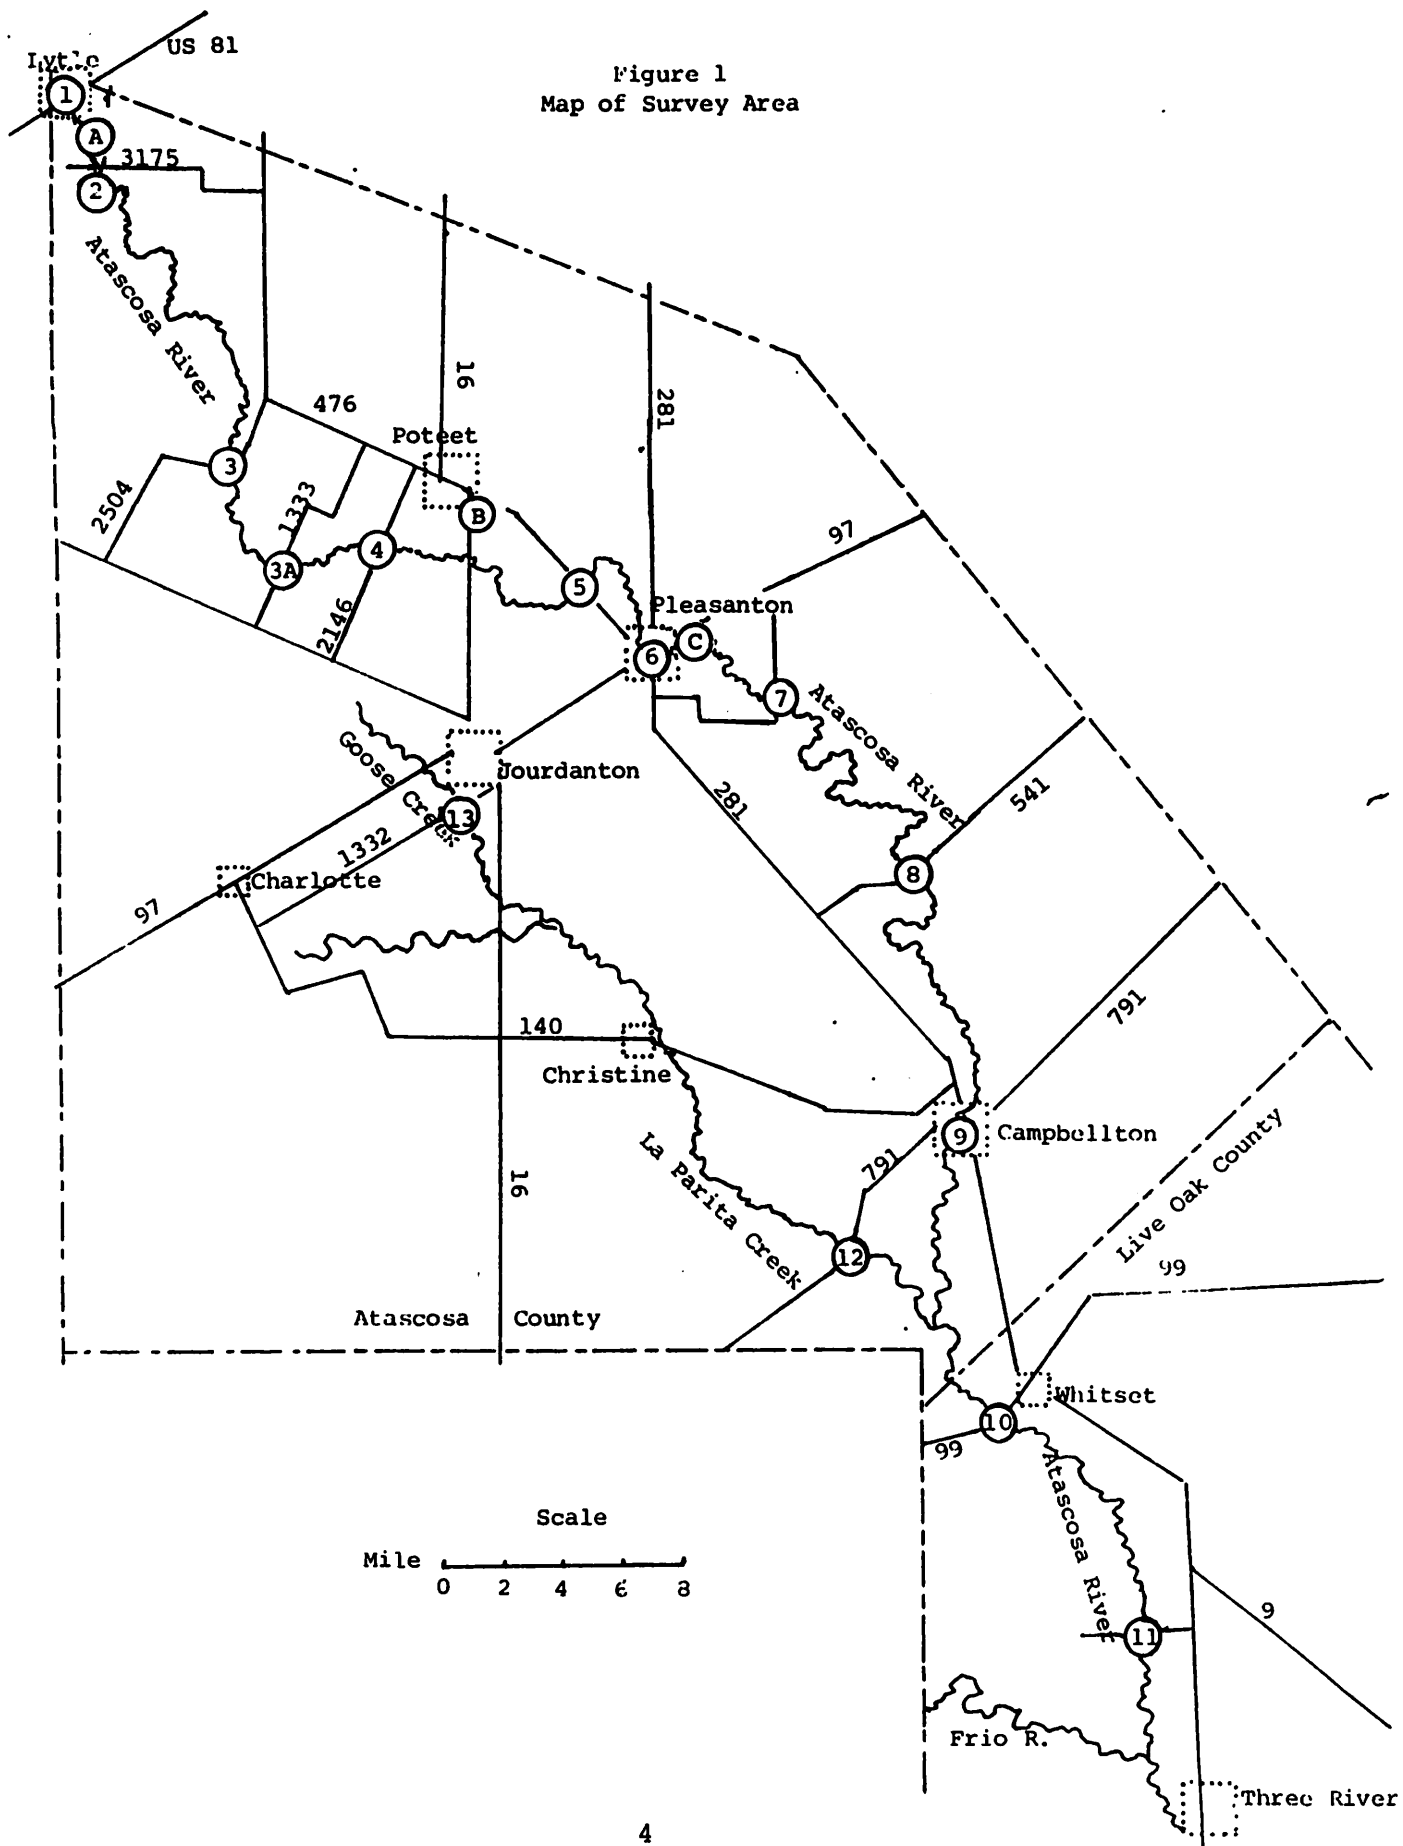 Figure 1
Map of Survey Area
US 81
Lytle
1
A
3175
2
Atascosa River
16
281
476
Poteet
3
2504
1333
B
97
4
3A
5
2146
Pleasanton
C
6
7
Atascosa River
Goose Creek
Jourdanton
281
541
13
1332
8
Charlotte
97
791
140
Christine
9
Campbellton
La Parita Creek
791
16
Live Oak County
12
99
Atascosa County
Whitset
10
99
Atascosa River
Scale
Mile
0 2 4 6 8
9
11
Frio R.
Three River
4